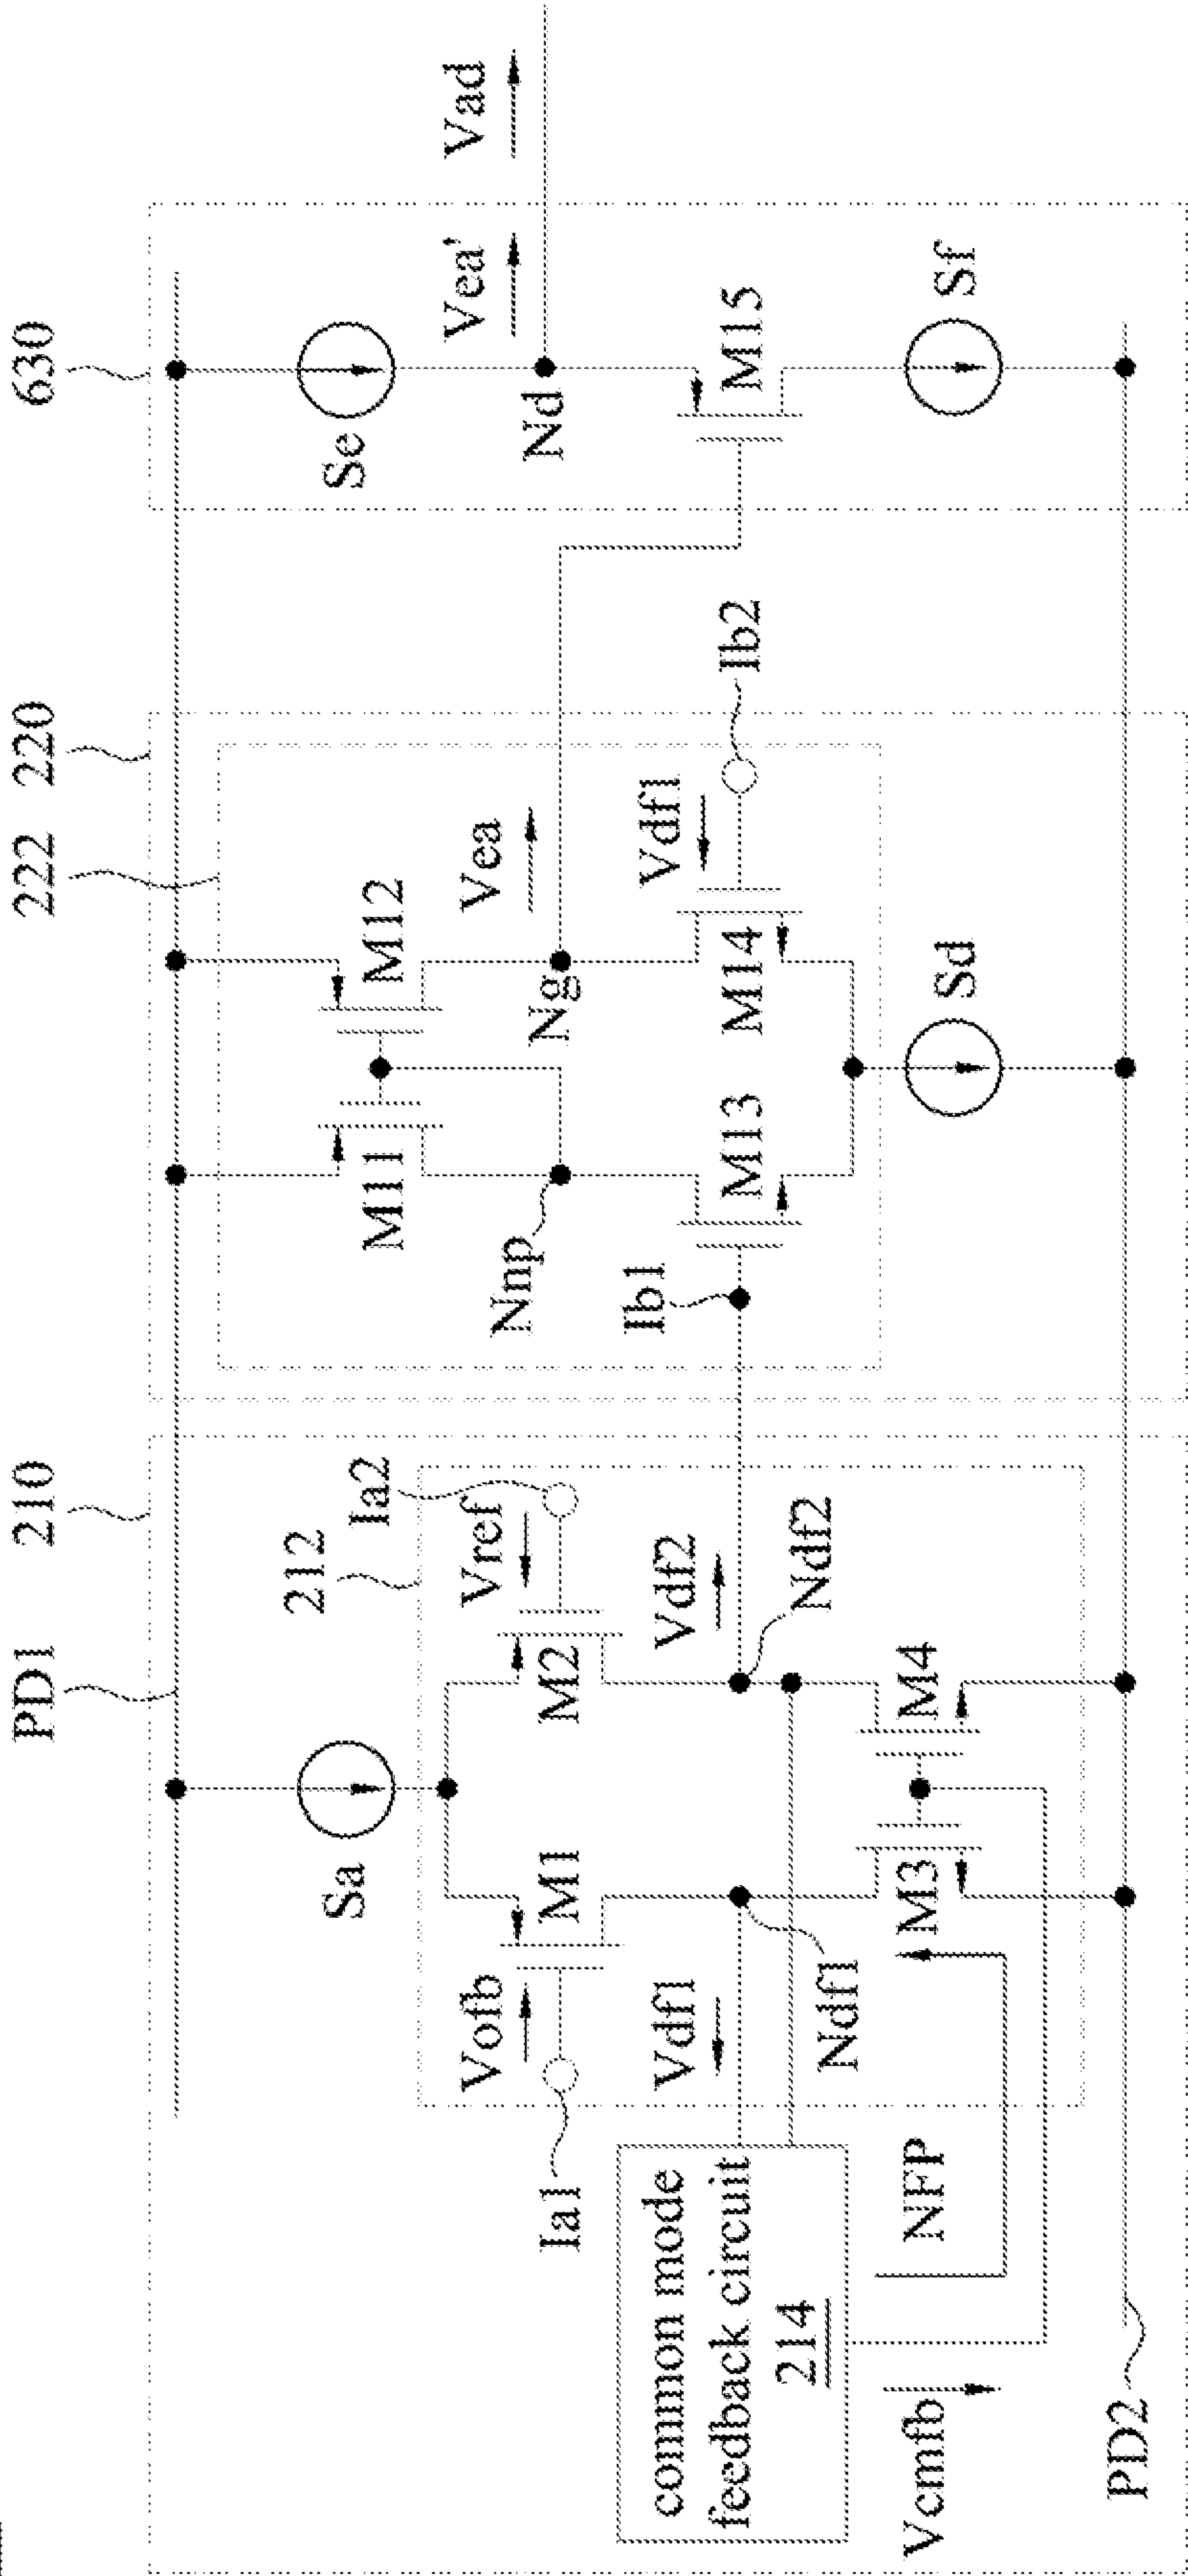 PD1
210
222
220
630
Sa
212
Ia2
Vref
Vofb
Ia1
M1
M2
Vdf1
Vdf2
Ndf1
Ndf2
common mode
feedback circuit
214
NFP
Vcmfb
M3
M4
PD2
M11
M12
Nnp
Ng
Vea
Ib1
M13
M14
Vdf1
Ib2
Sd
Se
Nd
Vea'
Vad
M15
Sf